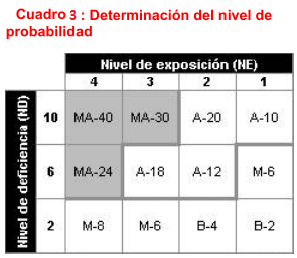 Cuadro 3 : Determinación del nivel de
probabilidad
Nivel de exposición (NE)
4 3 2 1
Nivel de deficiencia (ND)
10 MA-40 MA-30 A-20 A-10
6 MA-24 A-18 A-12 M-6
2 M-8 M-6 B-4 B-2